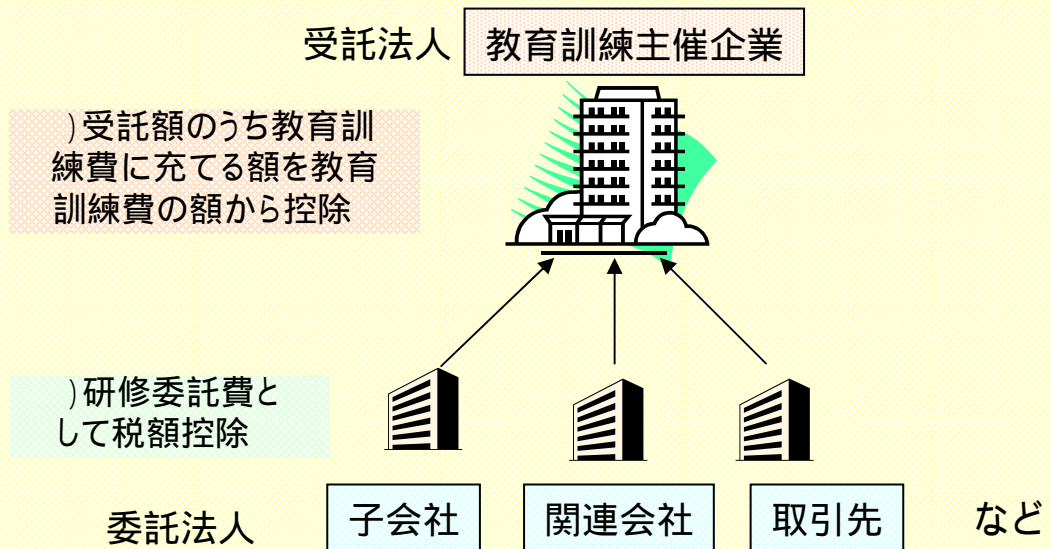 受託法人 教育訓練主催企業
)受託額のうち教育訓
練費に充てる額を教育
訓練費の額から控除
)研修委託費と
して税額控除
委託法人 子会社 関連会社 取引先 など